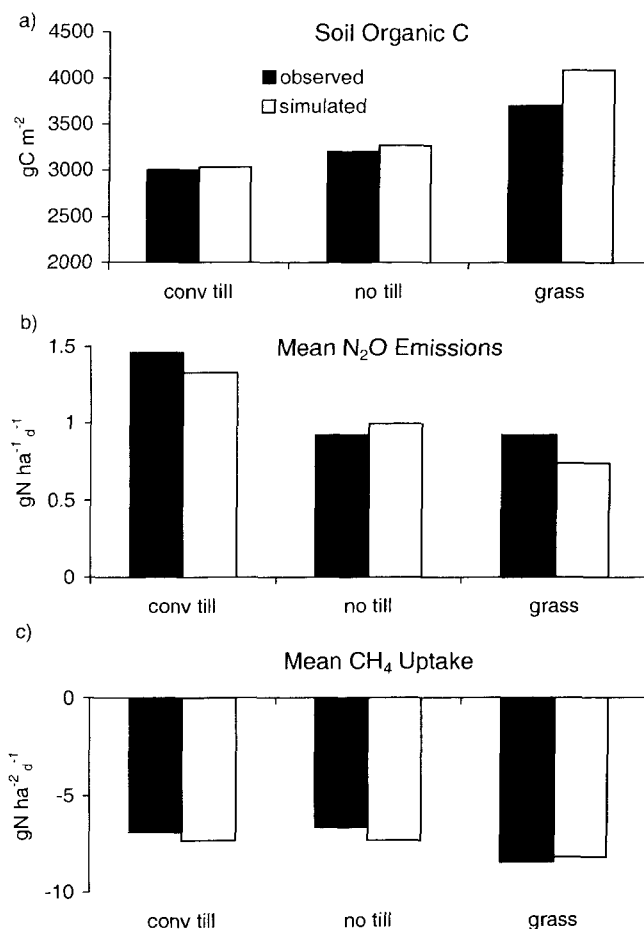 a)
Soil Organic C
4500
4000
3500
3000
2500
2000
gC m⁻²
observed
simulated
conv till
no till
grass
b)
Mean N₂O Emissions
1.5
1
0.5
0
gN ha⁻¹ d⁻¹
conv till
no till
grass
c)
Mean CH₄ Uptake
0
-5
-10
gN ha⁻² d⁻¹
conv till
no till
grass